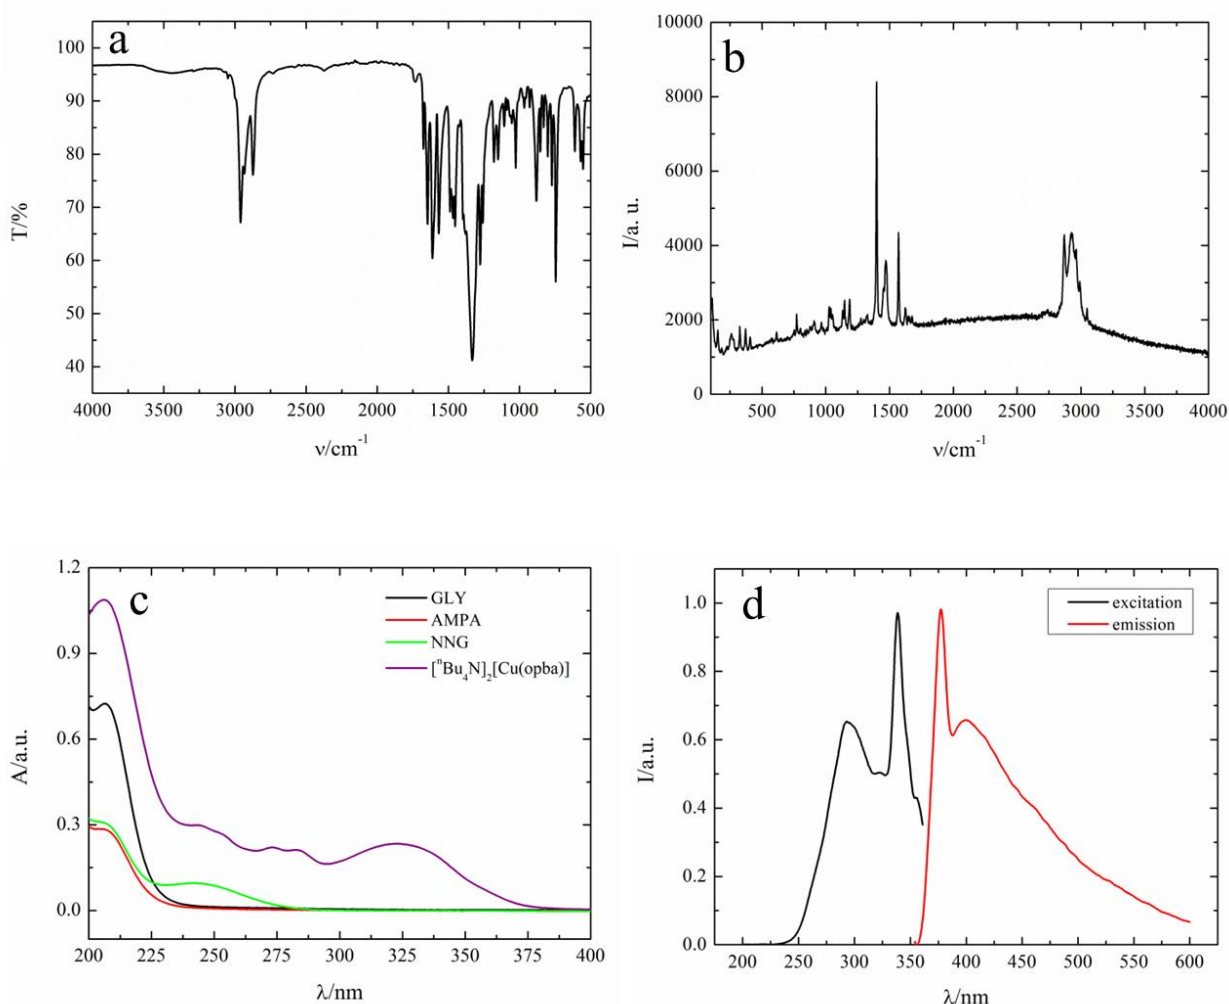 a
100
90
80
70
60
50
40
T/%
4000 3500 3000 2500 2000 1500 1000 500
ν/cm⁻¹
b
10000
8000
6000
4000
2000
0
I/a. u.
500 1000 1500 2000 2500 3000 3500 4000
ν/cm⁻¹
c
1.2
0.9
0.6
0.3
0.0
A/a.u.
GLY
AMPA
NNG
[ⁿBu₄N]₂[Cu(opba)]
200 225 250 275 300 325 350 375 400
λ/nm
d
1.0
0.8
0.6
0.4
0.2
0.0
I/a.u.
excitation
emission
200 250 300 350 400 450 500 550 600
λ/nm